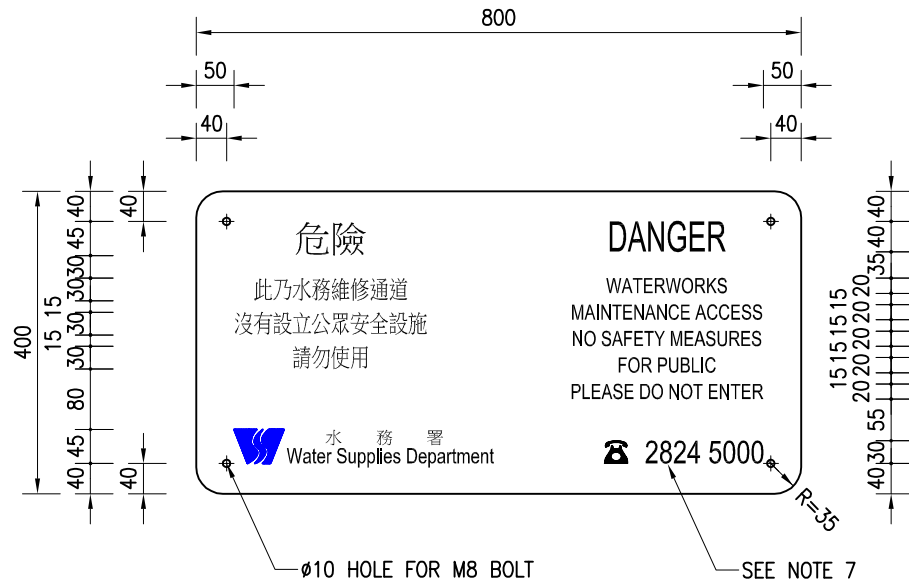 800
50
50
40
40
40
45
30
15
30
15
30
80
45
40
400
40
40
危險
此乃水務維修通道
沒有設立公眾安全設施
請勿使用
水務署
Water Supplies Department
DANGER
WATERWORKS
MAINTENANCE ACCESS
NO SAFETY MEASURES
FOR PUBLIC
PLEASE DO NOT ENTER
2824 5000
40
40
35
20
15
20
15
20
15
20
15
20
55
30
40
R=35
ø10 HOLE FOR M8 BOLT
SEE NOTE 7